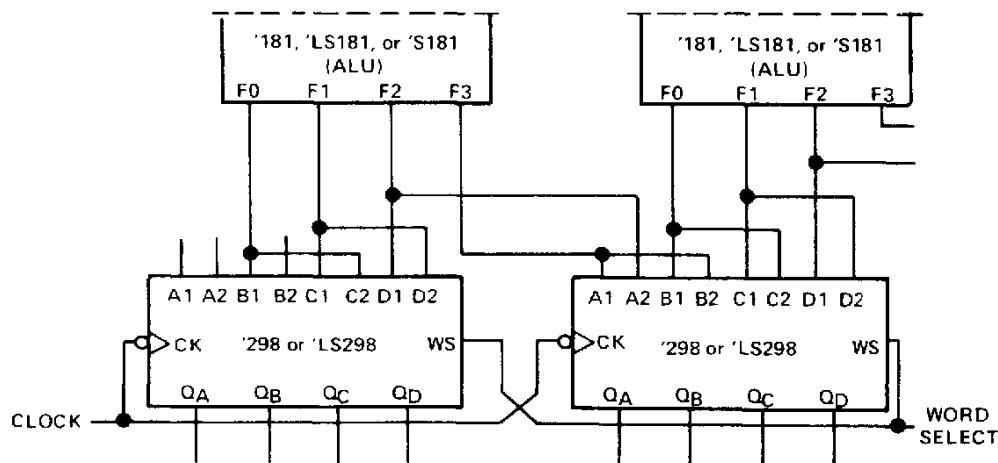 '181, 'LS181, or 'S181
(ALU)
F0 F1 F2 F3
'181, 'LS181, or 'S181
(ALU)
F0 F1 F2 F3
A1 A2 B1 B2 C1 C2 D1 D2
CK '298 or 'LS298 WS
QA QB QC QD
A1 A2 B1 B2 C1 C2 D1 D2
CK '298 or 'LS298 WS
QA QB QC QD
CLOCK
WORD
SELECT